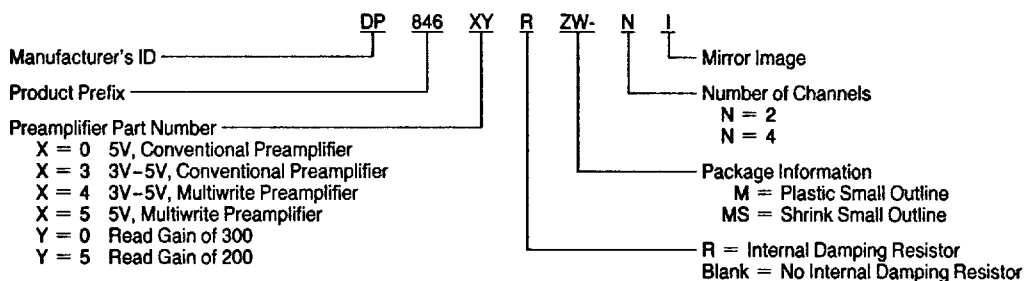 DP 846 XY R ZW- N I
Manufacturer's ID
Product Prefix
Preamplifier Part Number
X = 0 5V, Conventional Preamplifier
X = 3 3V–5V, Conventional Preamplifier
X = 4 3V–5V, Multiwrite Preamplifier
X = 5 5V, Multiwrite Preamplifier
Y = 0 Read Gain of 300
Y = 5 Read Gain of 200
Mirror Image
Number of Channels
N = 2
N = 4
Package Information
M = Plastic Small Outline
MS = Shrink Small Outline
R = Internal Damping Resistor
Blank = No Internal Damping Resistor